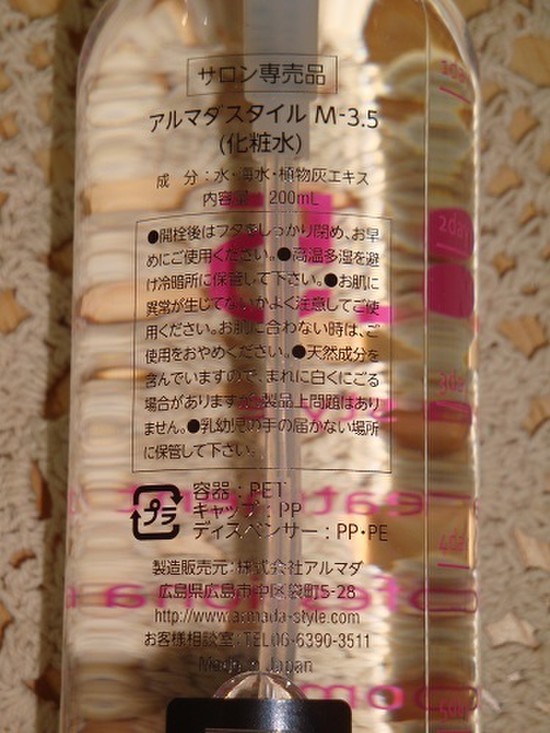 サロン専売品
アルマダスタイル M-3.5
(化粧水)
成 分：水・海水・植物灰エキス
内容量：200mL
●開栓後はフタをしっかり閉め、お早
めにご使用ください。●高温多湿を避
け冷暗所に保管して下さい。●お肌に
異常が生じてないかよく注意してご使
用ください。お肌に合わない時は、ご
使用をおやめください。●天然成分を
含んでいますので、まれに白くにごる
場合がありますが、製品上問題はあり
ません。●乳幼児の手の届かない場所
に保管して下さい。
プラ
容器：PET
キャップ：PP
ディスペンサー：PP・PE
製造販売元：株式会社アルマダ
広島県広島市中区袋町5-28
http://www.armada-style.com
お客様相談室：TEL06-6390-3511
Made in Japan